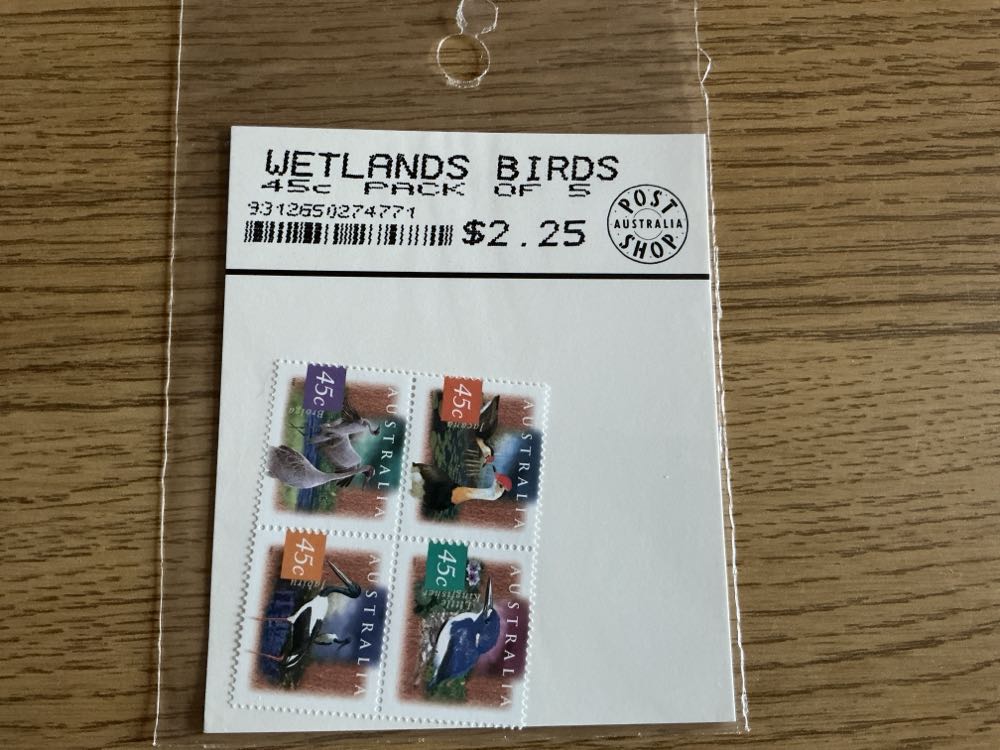 WETLANDS BIRDS
45c PACK OF 5
9312650274771
$2.25
POST
AUSTRALIA
SHOP
45c
Brolga
AUSTRALIA
45c
Jacana
AUSTRALIA
45c
Jabiru
AUSTRALIA
45c
Little
Kingfisher
AUSTRALIA